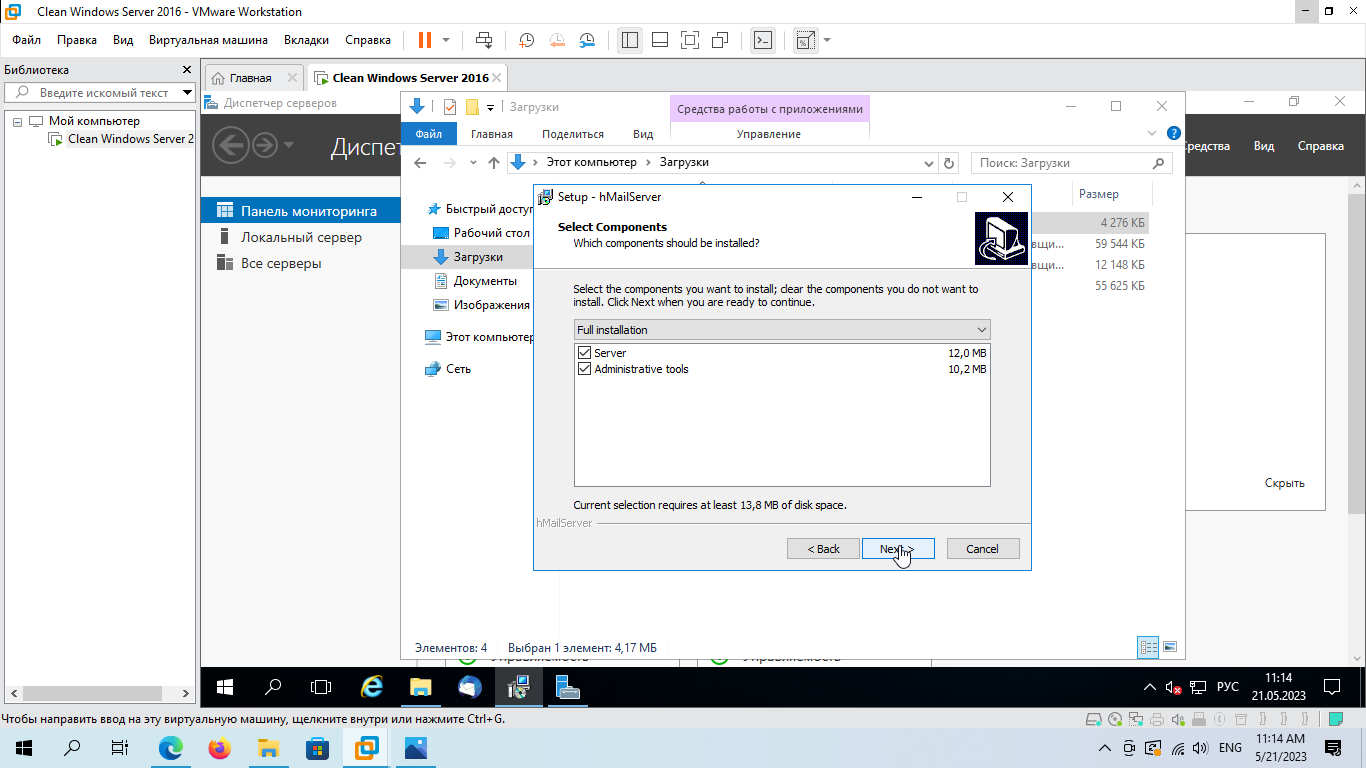 Clean Windows Server 2016 - VMware Workstation
Файл Правка Вид Виртуальная машина Вкладки Справка
Библиотека
Введите искомый текст
Мой компьютер
Clean Windows Server 2
Главная
Clean Windows Server 2016
Диспетчер серверов
Диспет
Средства Вид Справка
Панель мониторинга
Локальный сервер
Все серверы
Загрузки
Средства работы с приложениями
Файл Главная Поделиться Вид Управление
Этот компьютер Загрузки
Поиск: Загрузки
Размер
Быстрый доступ
Рабочий стол
Загрузки
Документы
Изображения
Этот компьютер
Сеть
4 276 КБ
вщи... 59 544 КБ
вщи... 12 148 КБ
55 625 КБ
Setup - hMailServer
Select Components
Which components should be installed?
Select the components you want to install; clear the components you do not want to
install. Click Next when you are ready to continue.
Full installation
Server 12,0 MB
Administrative tools 10,2 MB
Current selection requires at least 13,8 MB of disk space.
hMailServer
< Back Next > Cancel
Скрыть
Элементов: 4 Выбран 1 элемент: 4,17 МБ
Управляемость Управляемость
РУС
11:14
21.05.2023
Чтобы направить ввод на эту виртуальную машину, щелкните внутри или нажмите Ctrl+G.
ENG
11:14 AM
5/21/2023